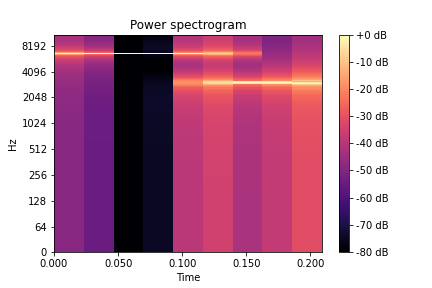 Power spectrogram
8192
4096
2048
1024
512
256
128
64
0
Hz
0.000 0.050 0.100 0.150 0.200
Time
+0 dB
-10 dB
-20 dB
-30 dB
-40 dB
-50 dB
-60 dB
-70 dB
-80 dB